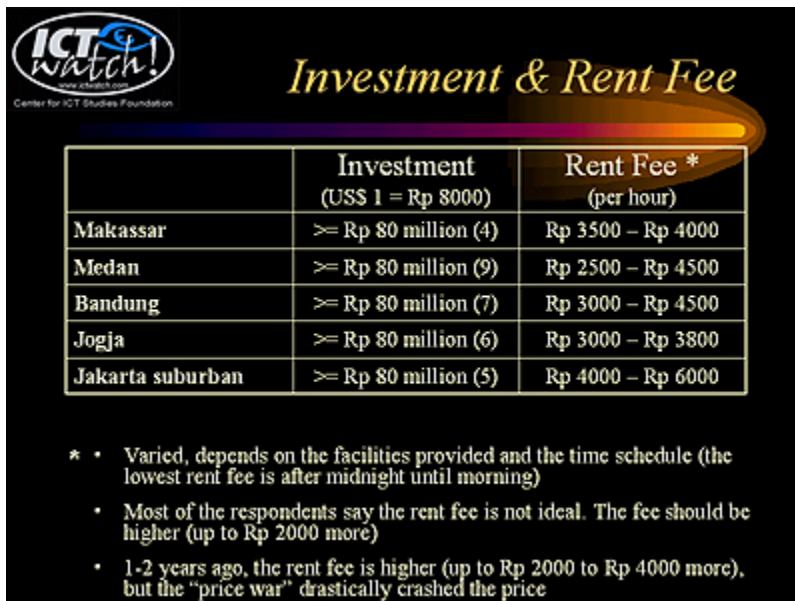 ICT
watch!
www.ictwatch.com
Center for ICT Studies Foundation
Investment & Rent Fee
Investment Rent Fee *
(US$ 1 = Rp 8000) (per hour)
Makassar >= Rp 80 million (4) Rp 3500 – Rp 4000
Medan >= Rp 80 million (9) Rp 2500 – Rp 4500
Bandung >= Rp 80 million (7) Rp 3000 – Rp 4500
Jogja >= Rp 80 million (6) Rp 3000 – Rp 3800
Jakarta suburban >= Rp 80 million (5) Rp 4000 – Rp 6000
* • Varied, depends on the facilities provided and the time schedule (the
lowest rent fee is after midnight until morning)
• Most of the respondents say the rent fee is not ideal. The fee should be
higher (up to Rp 2000 more)
• 1-2 years ago, the rent fee is higher (up to Rp 2000 to Rp 4000 more),
but the “price war” drastically crashed the price